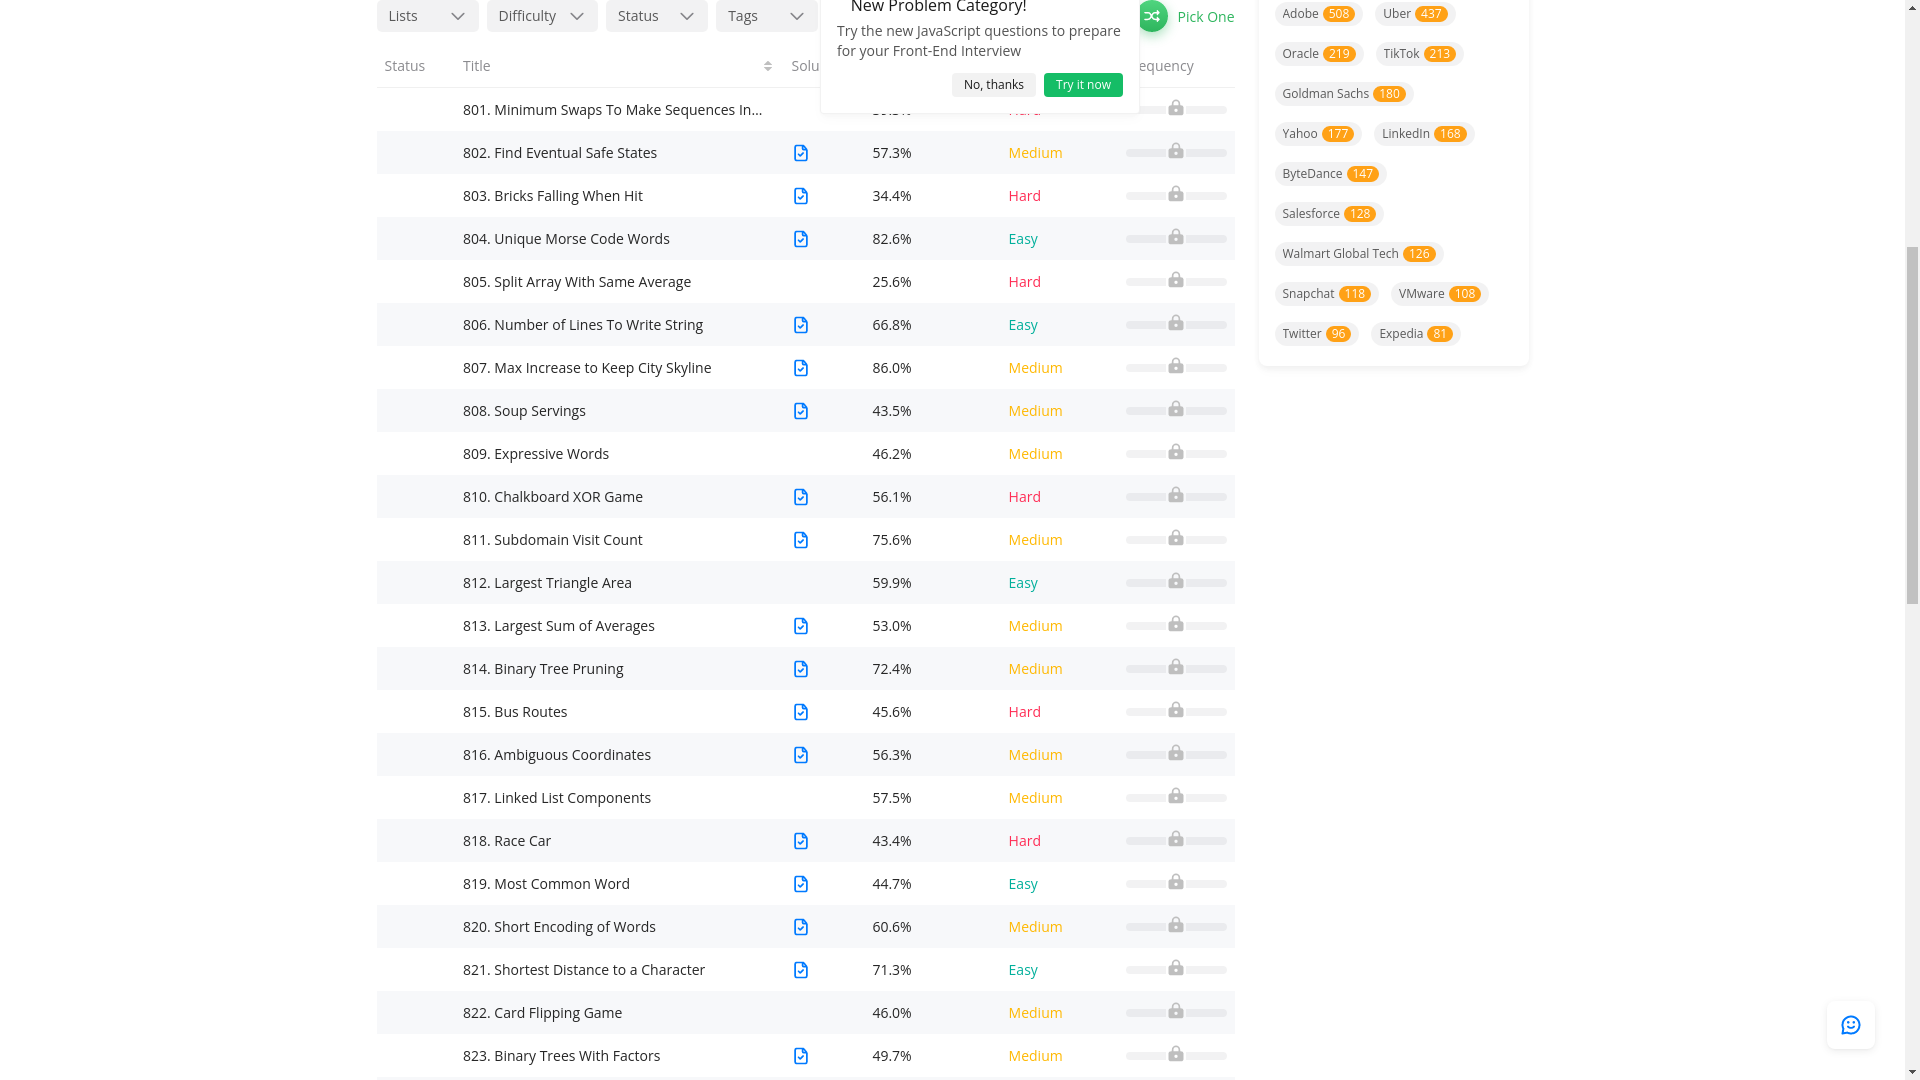 Lists
Difficulty
Status
Tags
New Problem Category!
Try the new JavaScript questions to prepare
for your Front-End Interview
No, thanks
Try it now
Pick One
Status
Title
801. Minimum Swaps To Make Sequences In...
802. Find Eventual Safe States 57.3% Medium
803. Bricks Falling When Hit 34.4% Hard
804. Unique Morse Code Words 82.6% Easy
805. Split Array With Same Average 25.6% Hard
806. Number of Lines To Write String 66.8% Easy
807. Max Increase to Keep City Skyline 86.0% Medium
808. Soup Servings 43.5% Medium
809. Expressive Words 46.2% Medium
810. Chalkboard XOR Game 56.1% Hard
811. Subdomain Visit Count 75.6% Medium
812. Largest Triangle Area 59.9% Easy
813. Largest Sum of Averages 53.0% Medium
814. Binary Tree Pruning 72.4% Medium
815. Bus Routes 45.6% Hard
816. Ambiguous Coordinates 56.3% Medium
817. Linked List Components 57.5% Medium
818. Race Car 43.4% Hard
819. Most Common Word 44.7% Easy
820. Short Encoding of Words 60.6% Medium
821. Shortest Distance to a Character 71.3% Easy
822. Card Flipping Game 46.0% Medium
823. Binary Trees With Factors 49.7% Medium
Adobe 508 Uber 437
Oracle 219 TikTok 213
Goldman Sachs 180
Yahoo 177 LinkedIn 168
ByteDance 147
Salesforce 128
Walmart Global Tech 126
Snapchat 118 VMware 108
Twitter 96 Expedia 81